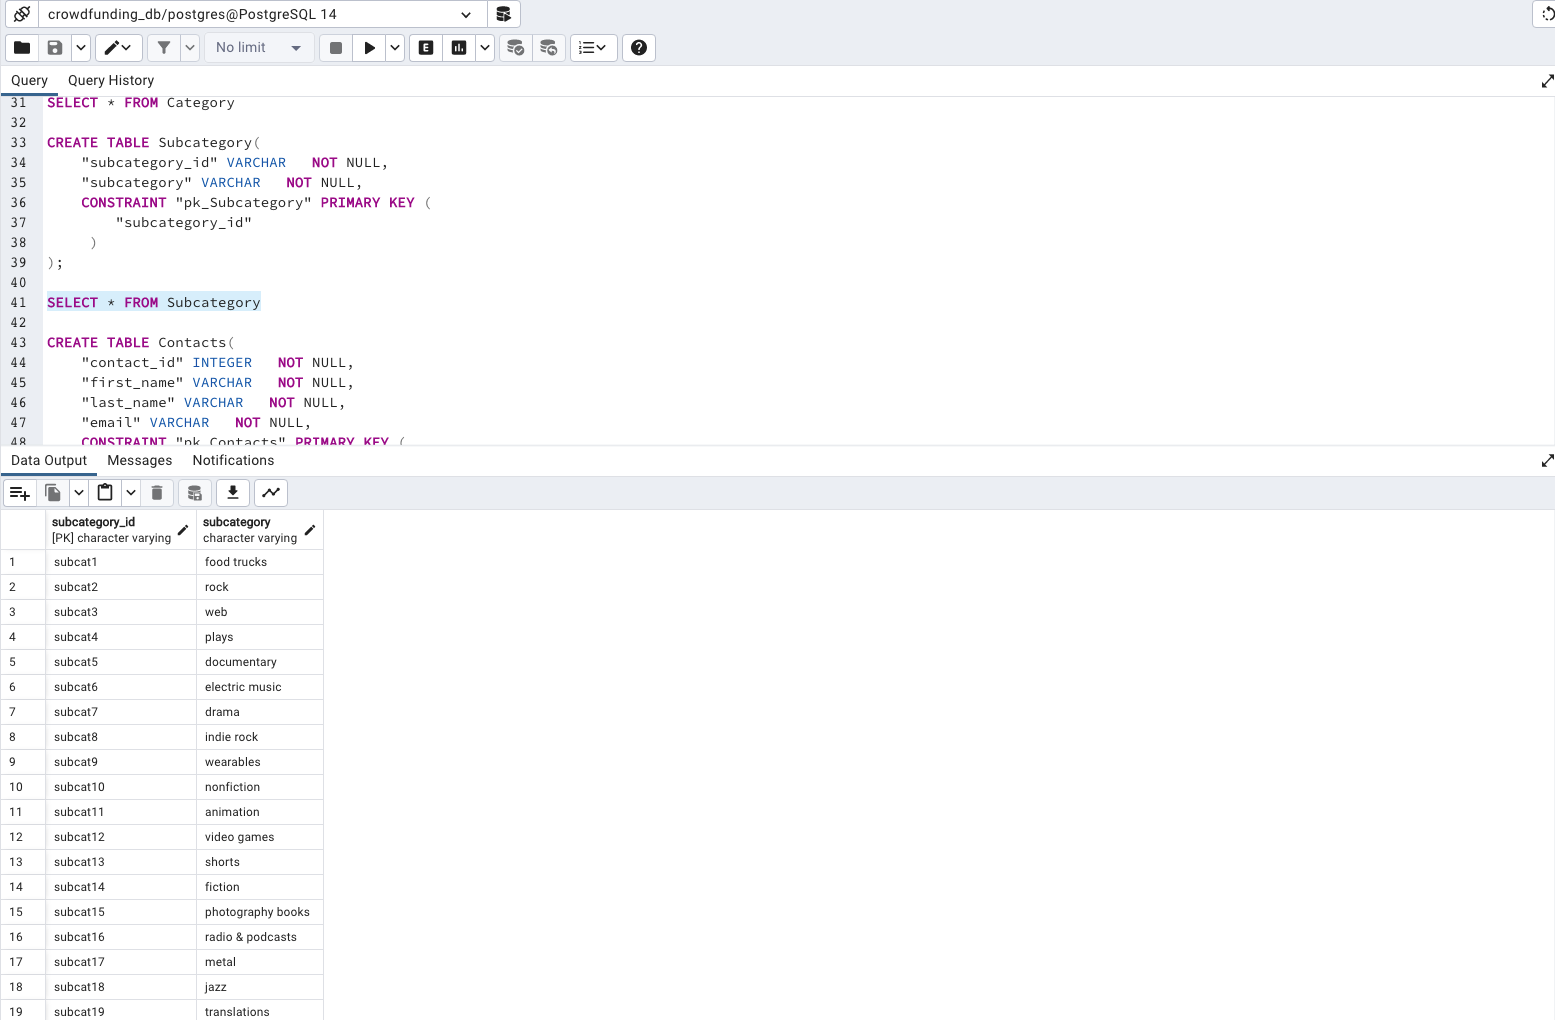 crowdfunding_db/postgres@PostgreSQL 14
No limit
E
Query Query History
31 SELECT * FROM Category
32
33 CREATE TABLE Subcategory(
34 "subcategory_id" VARCHAR   NOT NULL,
35 "subcategory" VARCHAR   NOT NULL,
36 CONSTRAINT "pk_Subcategory" PRIMARY KEY (
37 "subcategory_id"
38 )
39 );
40
41 SELECT * FROM Subcategory
42
43 CREATE TABLE Contacts(
44 "contact_id" INTEGER   NOT NULL,
45 "first_name" VARCHAR   NOT NULL,
46 "last_name" VARCHAR   NOT NULL,
47 "email" VARCHAR   NOT NULL,
48 CONSTRAINT "pk_Contacts" PRIMARY KEY (
Data Output Messages Notifications
subcategory_id subcategory
[PK] character varying character varying
1 subcat1 food trucks
2 subcat2 rock
3 subcat3 web
4 subcat4 plays
5 subcat5 documentary
6 subcat6 electric music
7 subcat7 drama
8 subcat8 indie rock
9 subcat9 wearables
10 subcat10 nonfiction
11 subcat11 animation
12 subcat12 video games
13 subcat13 shorts
14 subcat14 fiction
15 subcat15 photography books
16 subcat16 radio & podcasts
17 subcat17 metal
18 subcat18 jazz
19 subcat19 translations